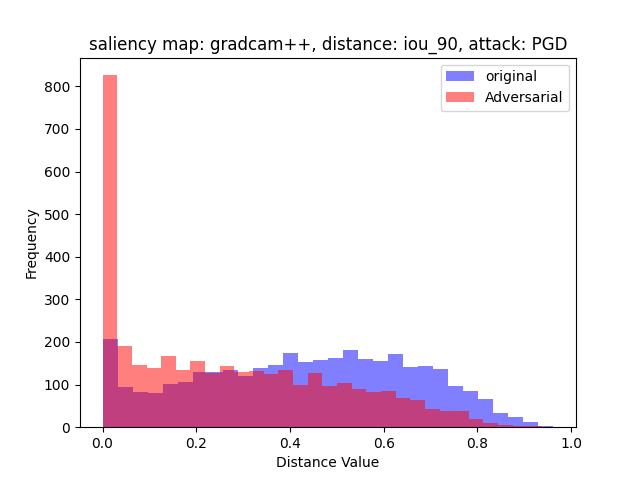 saliency map: gradcam++, distance: iou_90, attack: PGD
original
Adversarial
Frequency
800
700
600
500
400
300
200
100
0
0.0 0.2 0.4 0.6 0.8 1.0
Distance Value